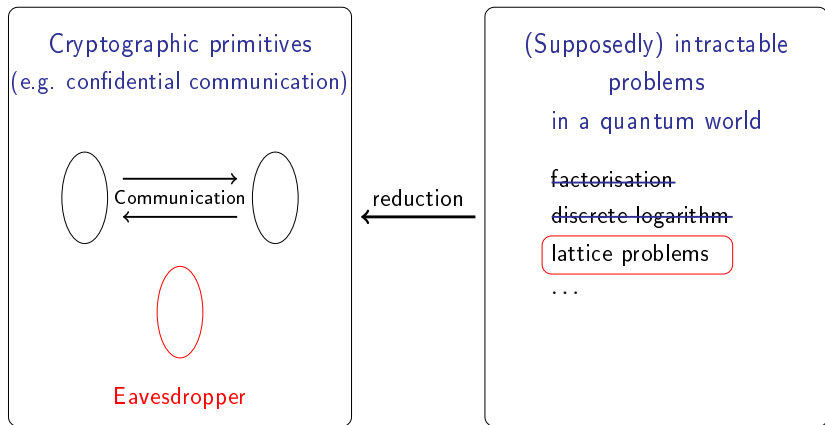 Cryptographic primitives
(e.g. confidential communication)
Communication
Eavesdropper
reduction
(Supposedly) intractable
problems
in a quantum world
factorisation
discrete logarithm
lattice problems
...